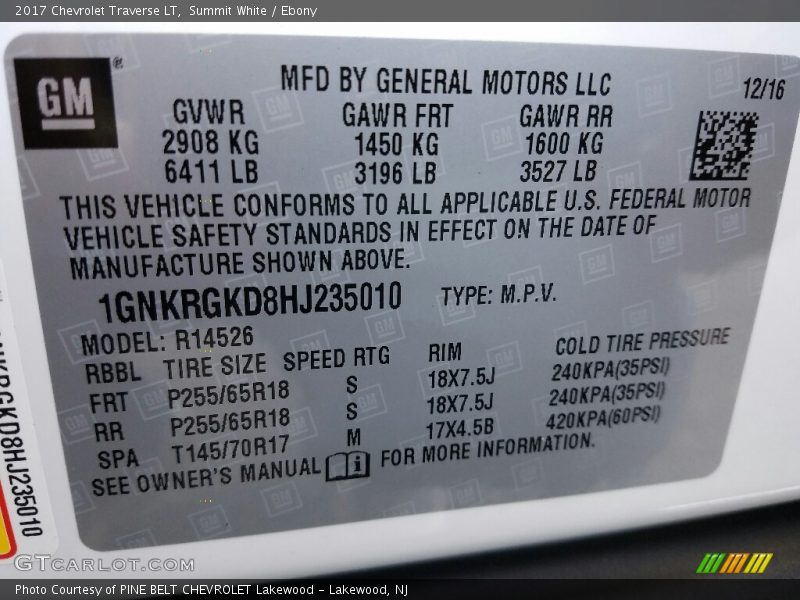 2017 Chevrolet Traverse LT, Summit White / Ebony
GM®
MFD BY GENERAL MOTORS LLC
12/16
GVWR GAWR FRT GAWR RR
2908 KG 1450 KG 1600 KG
6411 LB 3196 LB 3527 LB
THIS VEHICLE CONFORMS TO ALL APPLICABLE U.S. FEDERAL MOTOR
VEHICLE SAFETY STANDARDS IN EFFECT ON THE DATE OF
MANUFACTURE SHOWN ABOVE.
1GNKRGKD8HJ235010 TYPE: M.P.V.
MODEL: R14526
RBBL TIRE SIZE SPEED RTG RIM COLD TIRE PRESSURE
FRT P255/65R18 S 18X7.5J 240KPA(35PSI)
RR P255/65R18 S 18X7.5J 240KPA(35PSI)
SPA T145/70R17 M 17X4.5B 420KPA(60PSI)
SEE OWNER'S MANUAL i FOR MORE INFORMATION.
KRGKD8HJ235010
GTCARLOT.COM
Photo Courtesy of PINE BELT CHEVROLET Lakewood - Lakewood, NJ